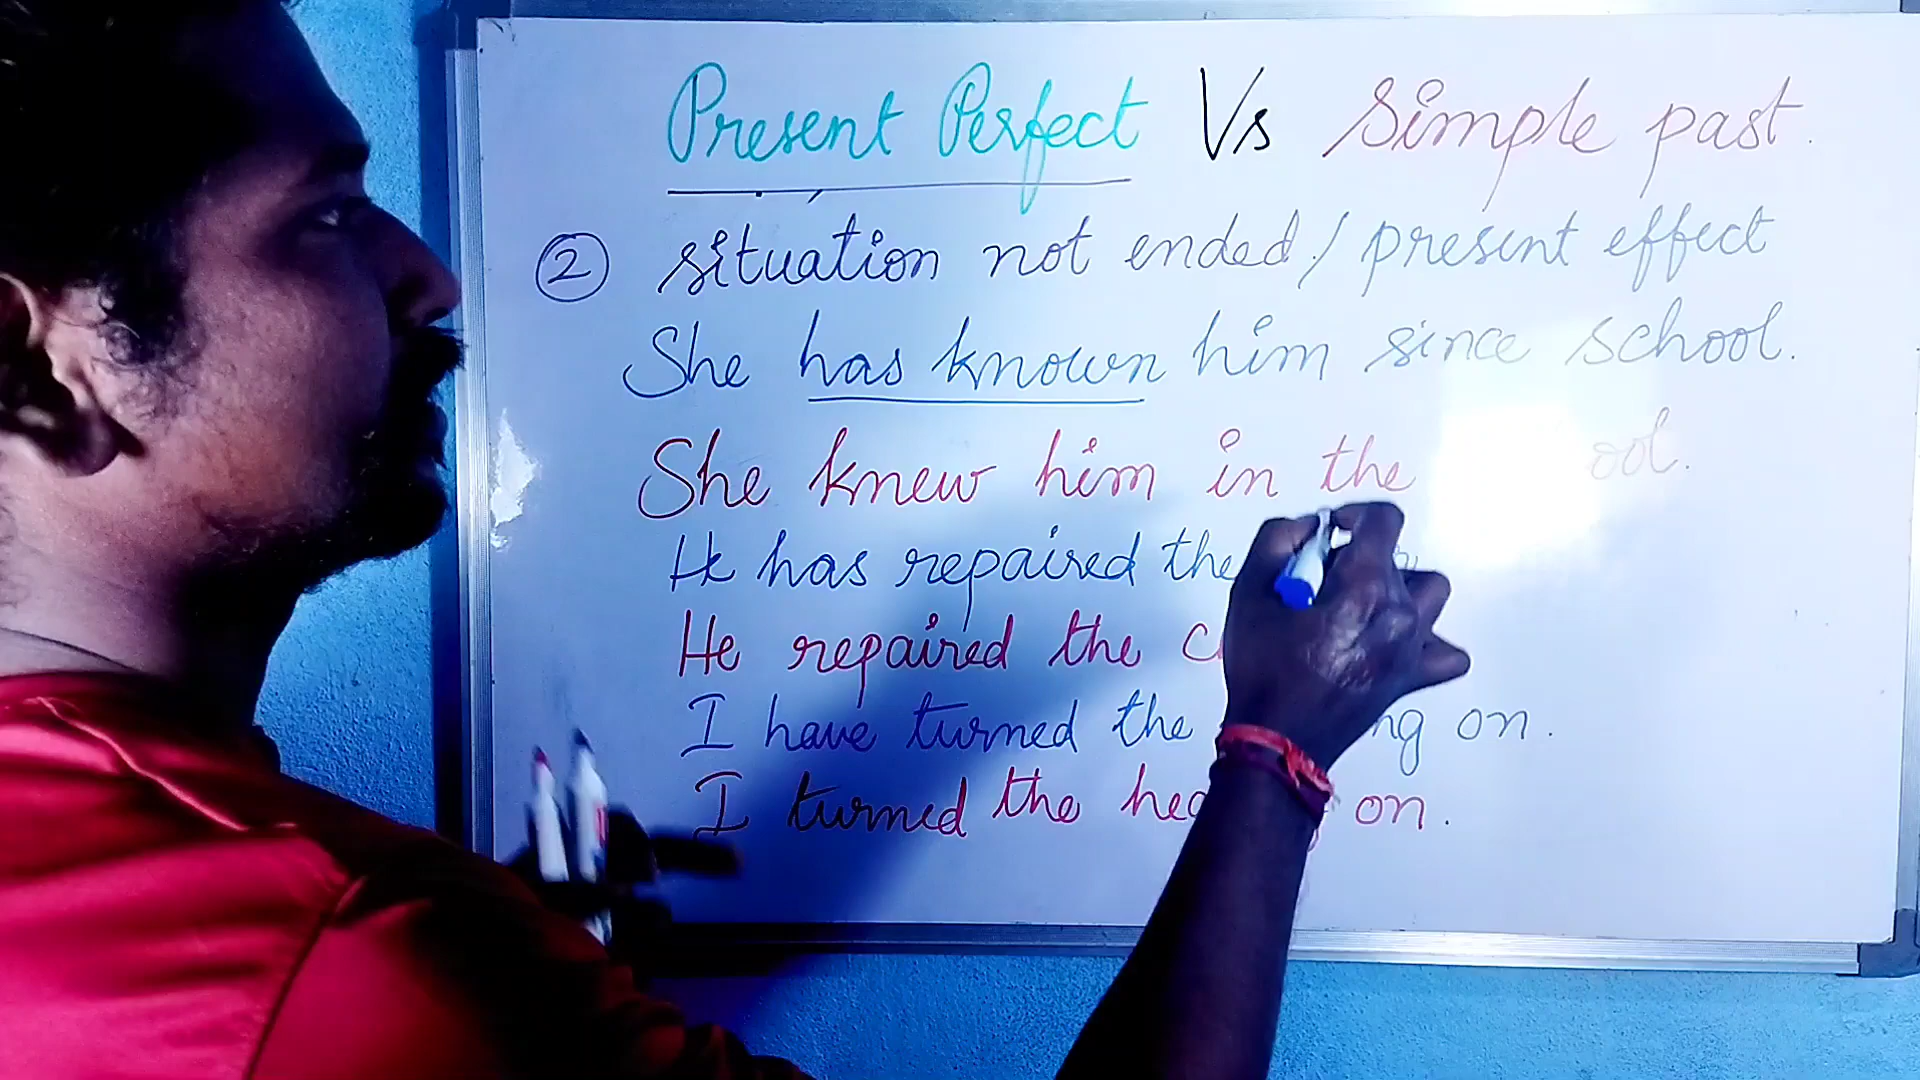 Present Perfect Vs Simple past.
② situation not ended / present effect
She has known him since school.
She knew him in the
He has repaired the
He repaired the
I have turned the on.
I turned the on.